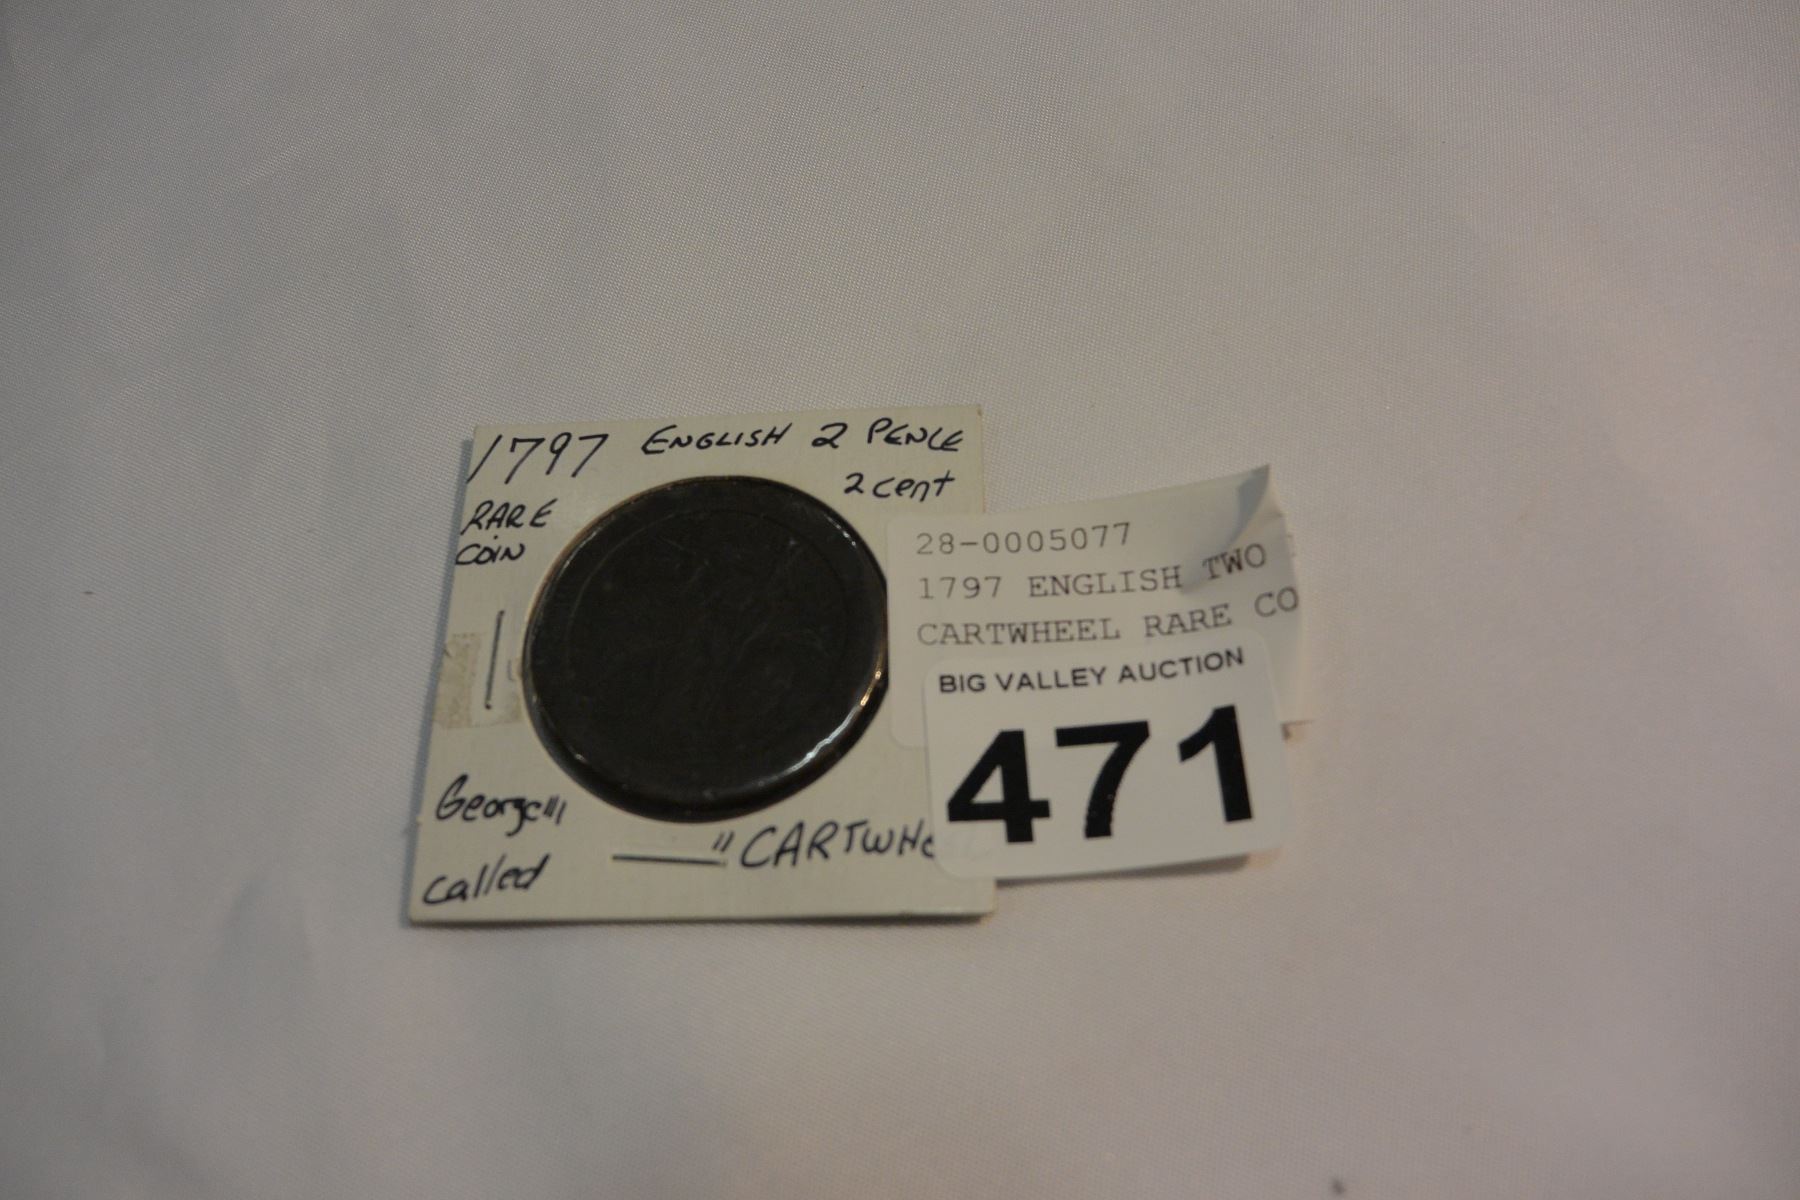 1797 ENGLISH 2 PENCE
2 cent
RARE
COIN
George III
called "CARTWHE
28-0005077
1797 ENGLISH TWO
CARTWHEEL RARE CO
BIG VALLEY AUCTION
471